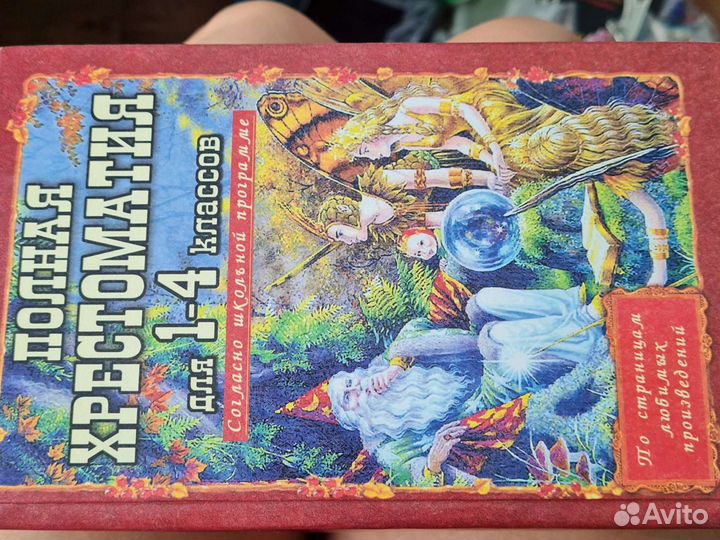 ПОЛНАЯ
ХРЕСТОМАТИЯ
для 1-4 классов
Согласно школьной программе
По страницам
любимых
произведений
Avito